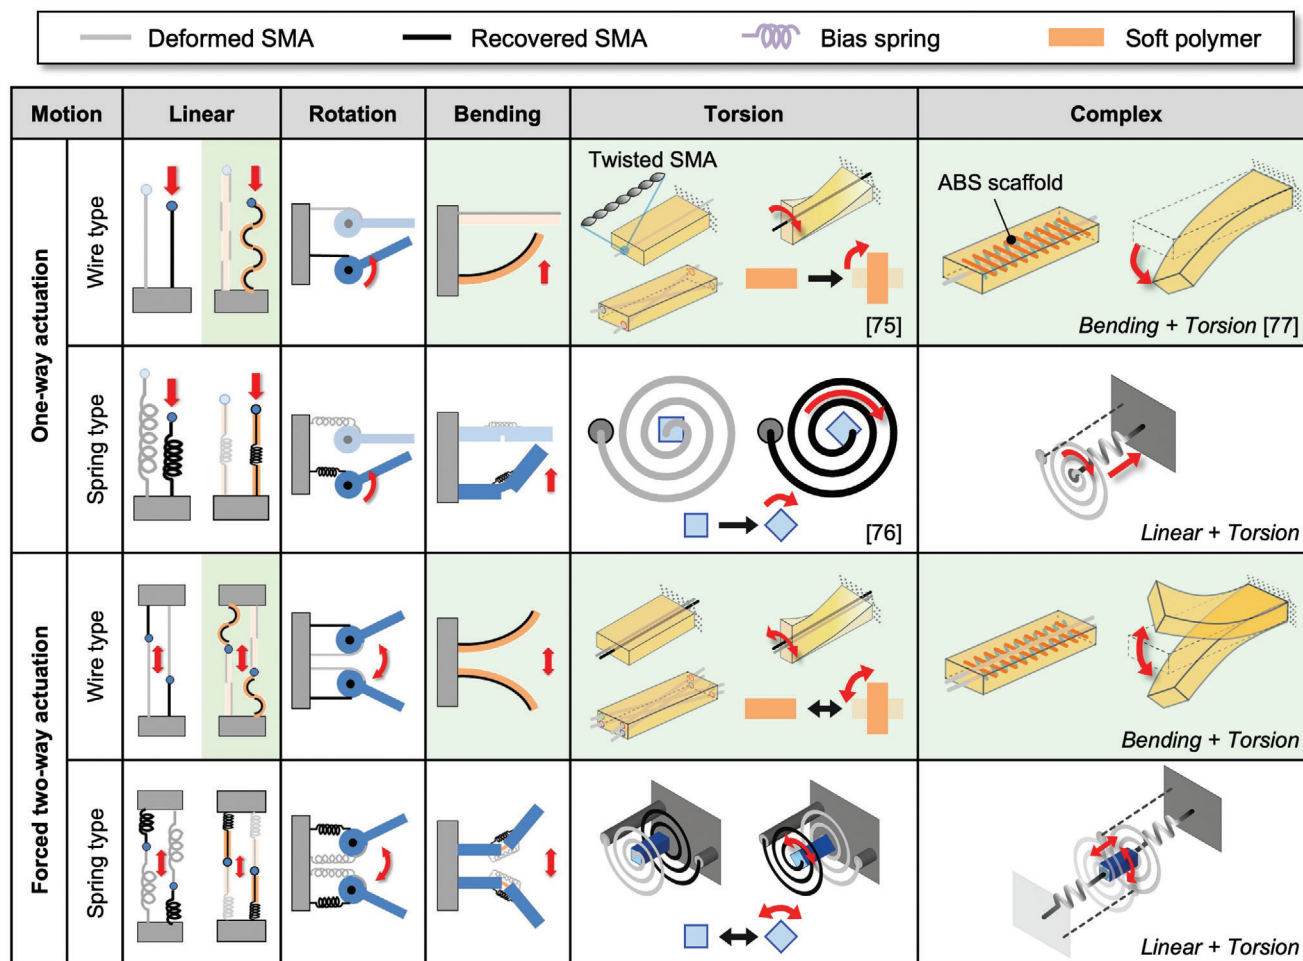 Deformed SMA Recovered SMA Bias spring Soft polymer
Motion Linear Rotation Bending Torsion Complex
One-way actuation
Wire type
Twisted SMA
[75]
ABS scaffold
Bending + Torsion [77]
Spring type
[76]
Linear + Torsion
Forced two-way actuation
Wire type
Bending + Torsion
Spring type
Linear + Torsion